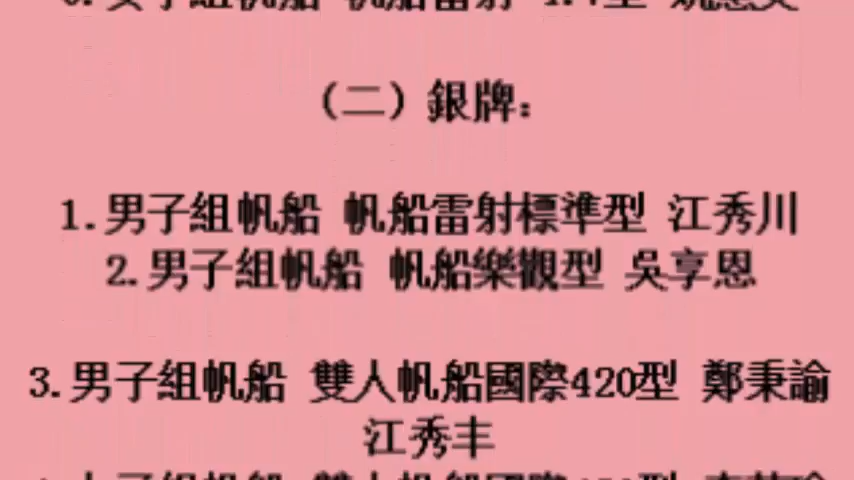 （二）銀牌：
1.男子組帆船 帆船雷射標準型 江秀川
2.男子組帆船 帆船樂觀型 吳享恩
3.男子組帆船 雙人帆船國際420型 鄭秉諭
江秀丰